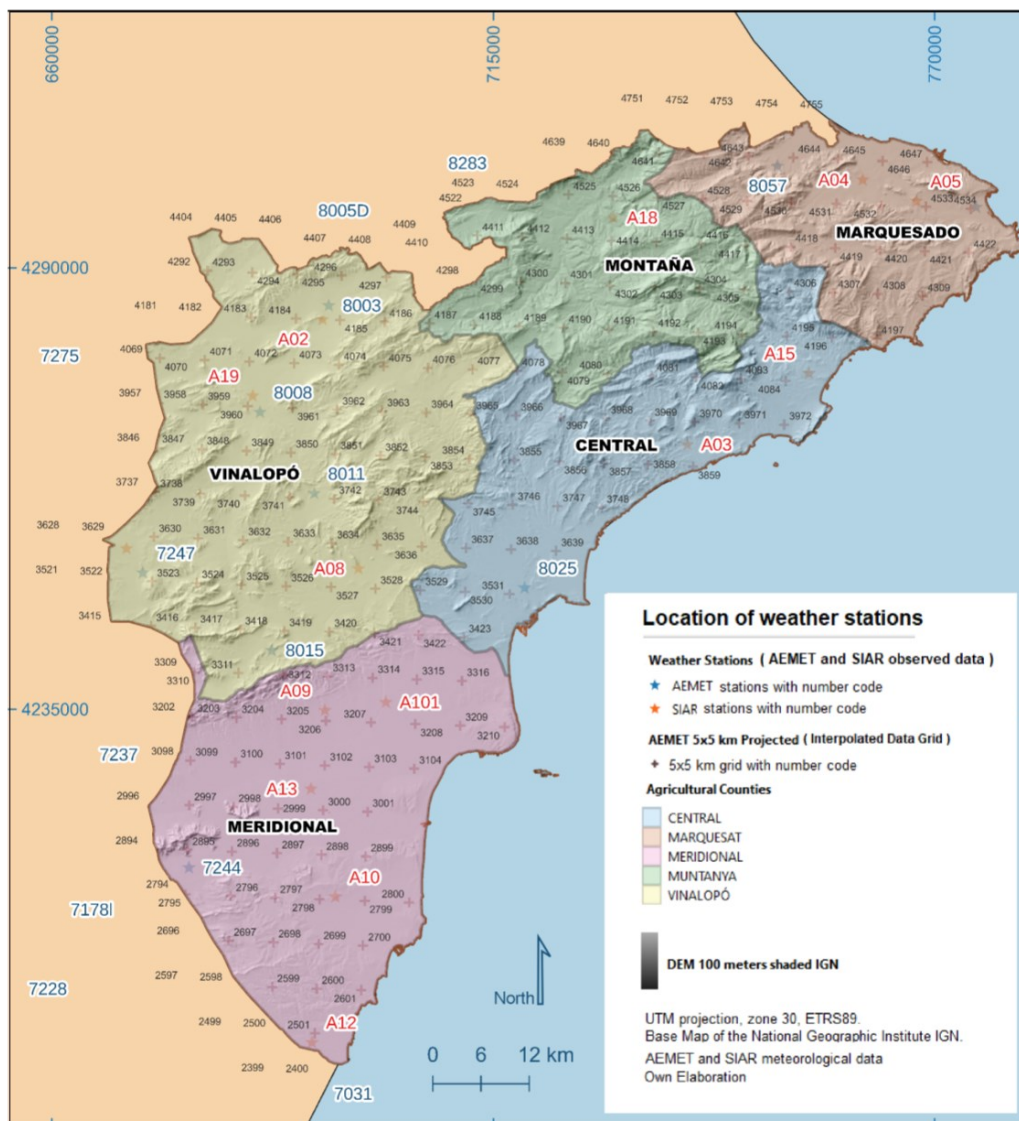 660000 715000 770000
4751 4752 4753 4754 4755
4639 4640 4643 4644 4645 4647
8283 4641 4642 8057 A04 4646 A05
4523 4524 4525 4526 4528 4533 4534
4522 A18 4527 4529 4530 4531 4532
4404 4405 4406 8005D 4409
4407 4408 4410 4411 4412 4413 4414 4415 4416 4418 MARQUESADO 4422
4292 4293 4296 4298 MONTAÑA 4417 4419 4420 4421
4290000
4294 4295 4297 4299 4300 4301 4302 4303 4304 4305 4306 4307 4308 4309
4181 4182 4183 4184 8003 4185 4186 4187 4188 4189 4190 4191 4192 4194 4195 4197
7275 A02 4193 A15 4196
4069 4070 4071 4072 4073 4074 4075 4076 4077 4078 4079 4080 4081 4082 4083 4084
A19 8008
3957 3958 3959 3960 3961 3962 3963 3964 3965 3966 3967 3968 3969 3970 3971 3972
3846 3847 3848 3849 3850 3851 3852 3853 3854 3855 3856 3857 3858 3859
CENTRAL A03
VINALOPÓ 8011
3737 3738 3739 3740 3741 3742 3743 3744 3745 3746 3747 3748
3628 3629 3630 3631 3632 3633 3634 3635 3636 3637 3638 3639
7247 A08 8025
3521 3522 3523 3524 3525 3526 3527 3528 3529 3530 3531
3415 3416 3417 3418 3419 3420 3421 3422 3423
8015
3309 3310 3311 3312 3313 3314 3315 3316
A09 A101
4235000
3202 3203 3204 3205 3206 3207 3208 3209 3210
7237
3098 3099 3100 3101 3102 3103 3104
A13
2996 2997 2998 2999 3000 3001
MERIDIONAL
2894 2895 2896 2897 2898 2899
7244 A10
2794 2795 2796 2797 2798 2799 2800
7178I
2696 2697 2698 2699 2700
2597 2598 2599 2600 2601
7228
2499 2500 2501 A12
2399 2400
7031
North
0 6 12 km
Location of weather stations
Weather Stations ( AEMET and SIAR observed data )
AEMET stations with number code
SIAR stations with number code
AEMET 5x5 km Projected ( Interpolated Data Grid )
5x5 km grid with number code
Agricultural Counties
CENTRAL
MARQUESAT
MERIDIONAL
MUNTANYA
VINALOPÓ
DEM 100 meters shaded IGN
UTM projection, zone 30, ETRS89.
Base Map of the National Geographic Institute IGN.
AEMET and SIAR meteorological data
Own Elaboration